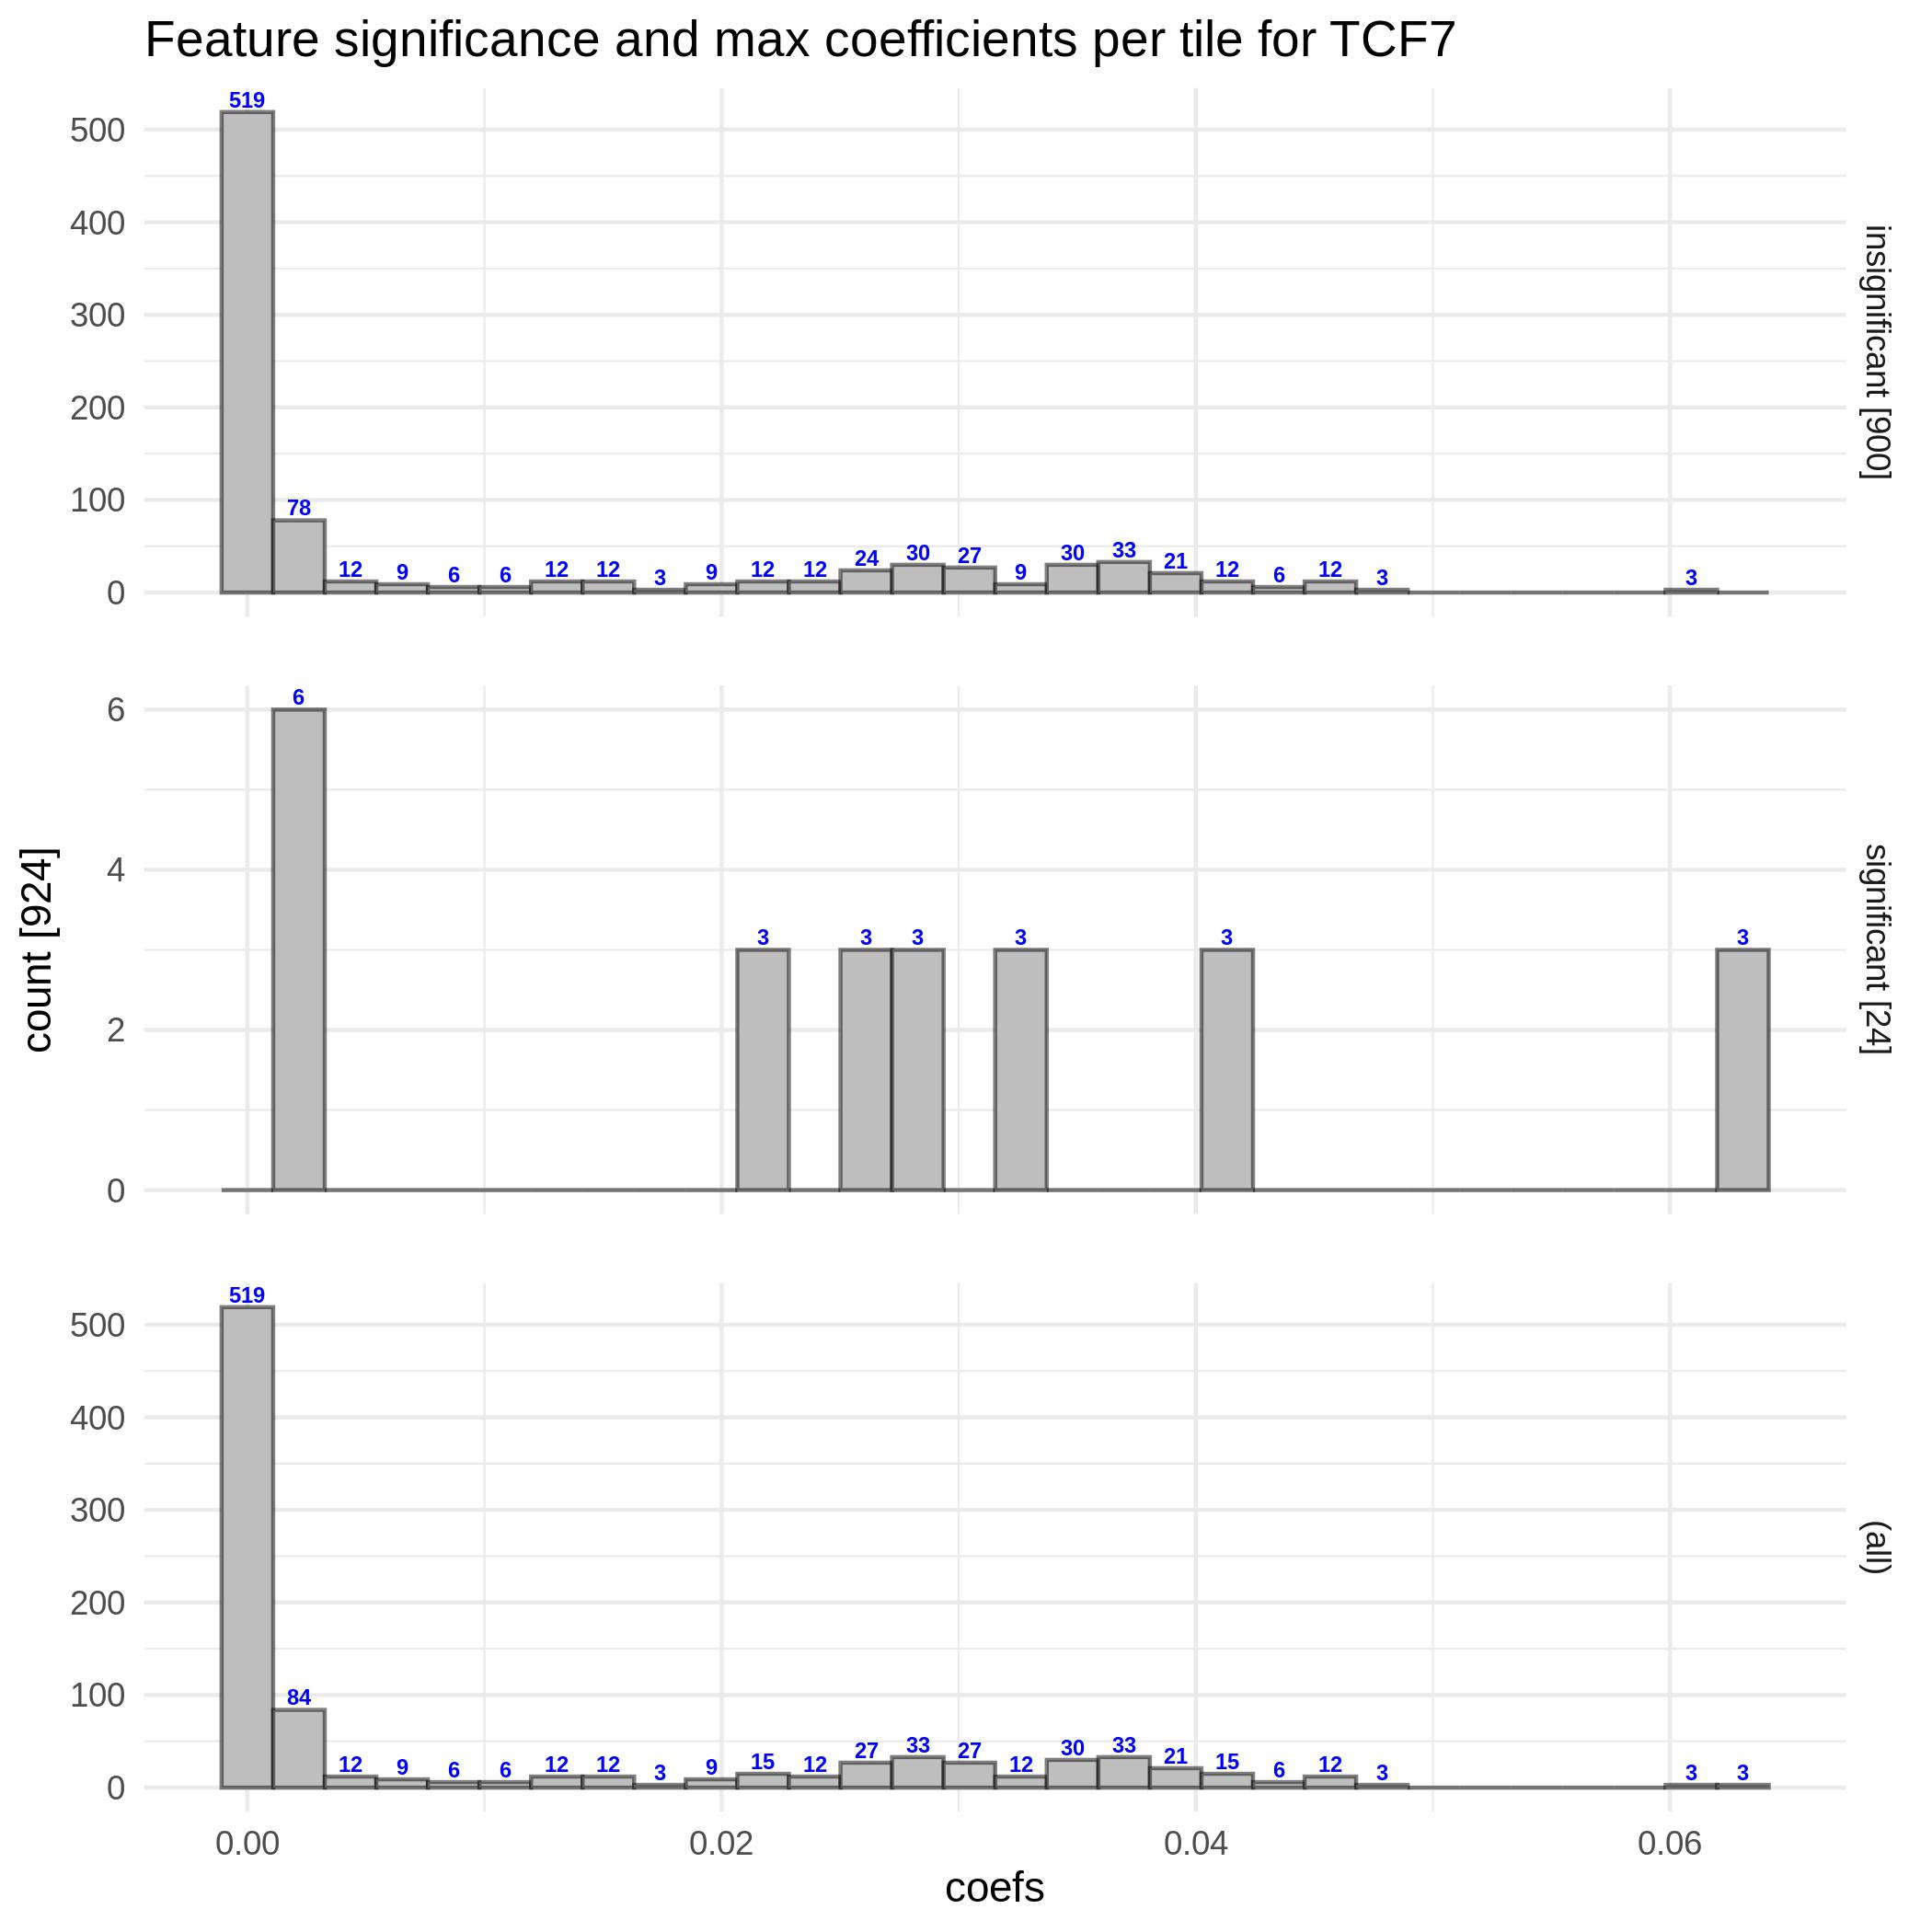 Feature significance and max coefficients per tile for TCF7
519
500
400
300
200
100
0
78
12 9 6 6 12 12 3 9 12 12 24 30 27 9 30 33 21 12 6 12 3 3
insignificant [900]
6
6
4
2
0
3 3 3 3 3 3
significant [24]
count [924]
519
500
400
300
200
100
0
84
12 9 6 6 12 12 3 9 15 12 27 33 27 12 30 33 21 15 6 12 3 3 3
(all)
0.00 0.02 0.04 0.06
coefs